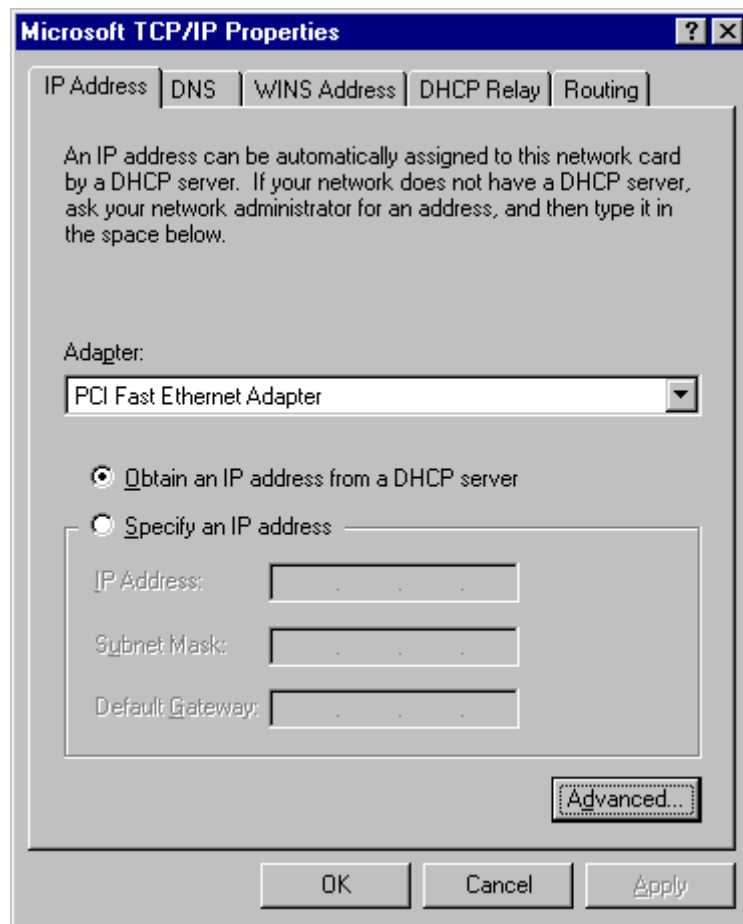 Microsoft TCP/IP Properties
IP Address DNS WINS Address DHCP Relay Routing
An IP address can be automatically assigned to this network card
by a DHCP server.  If your network does not have a DHCP server,
ask your network administrator for an address, and then type it in
the space below.
Adapter:
PCI Fast Ethernet Adapter
Obtain an IP address from a DHCP server
Specify an IP address
IP Address:
Subnet Mask:
Default Gateway:
Advanced...
OK Cancel Apply